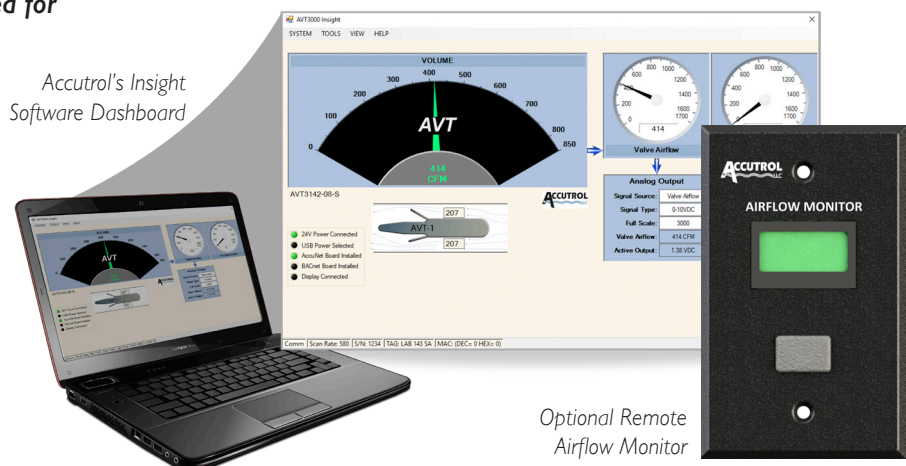 ed for
Accutrol's Insight
Software Dashboard
AVT3000 Insight
SYSTEM TOOLS VIEW HELP
VOLUME
0 100 200 300 400 500 600 700 800 850
AVT
414
CFM
AVT3142-08-S
ACCUTROL
24V Power Connected
USB Power Selected
AccuNet Board Installed
BACnet Board Installed
Display Connected
207
AVT-1
207
0 200 400 600 800 1000 1200 1400 1600 1700
414
Valve Airflow
0 200 400 600 800 1000 1200 1400 1600 1700
Analog Output
Signal Source: Valve Airflow
Signal Type: 0-10VDC
Full Scale: 3000
Valve Airflow: 414 CFM
Active Output: 1.38 VDC
Comm Scan Rate: 580 S/N: 1234 TAG: LAB 143 SA MAC: (DEC= 0 HEX= 0)
ACCUTROL
LLC
AIRFLOW MONITOR
Optional Remote
Airflow Monitor
VOLUME
AVT
AVT3142-08-S